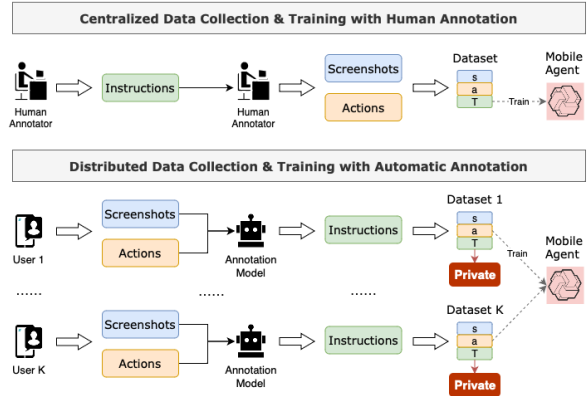 Centralized Data Collection & Training with Human Annotation
Human
Annotator
Instructions
Human
Annotator
Screenshots
Actions
Dataset
s
a
T
Train
Mobile
Agent
Distributed Data Collection & Training with Automatic Annotation
User 1
Screenshots
Actions
Annotation
Model
Instructions
Dataset 1
s
a
T
Private
Train
Mobile
Agent
......
......
......
User K
Screenshots
Actions
Annotation
Model
Instructions
Dataset K
s
a
T
Private